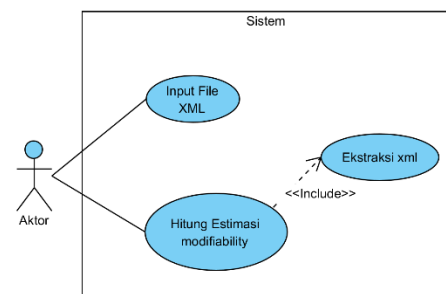 Sistem
Input File
XML
Ekstraksi xml
<<Include>>
Aktor
Hitung Estimasi
modifiability